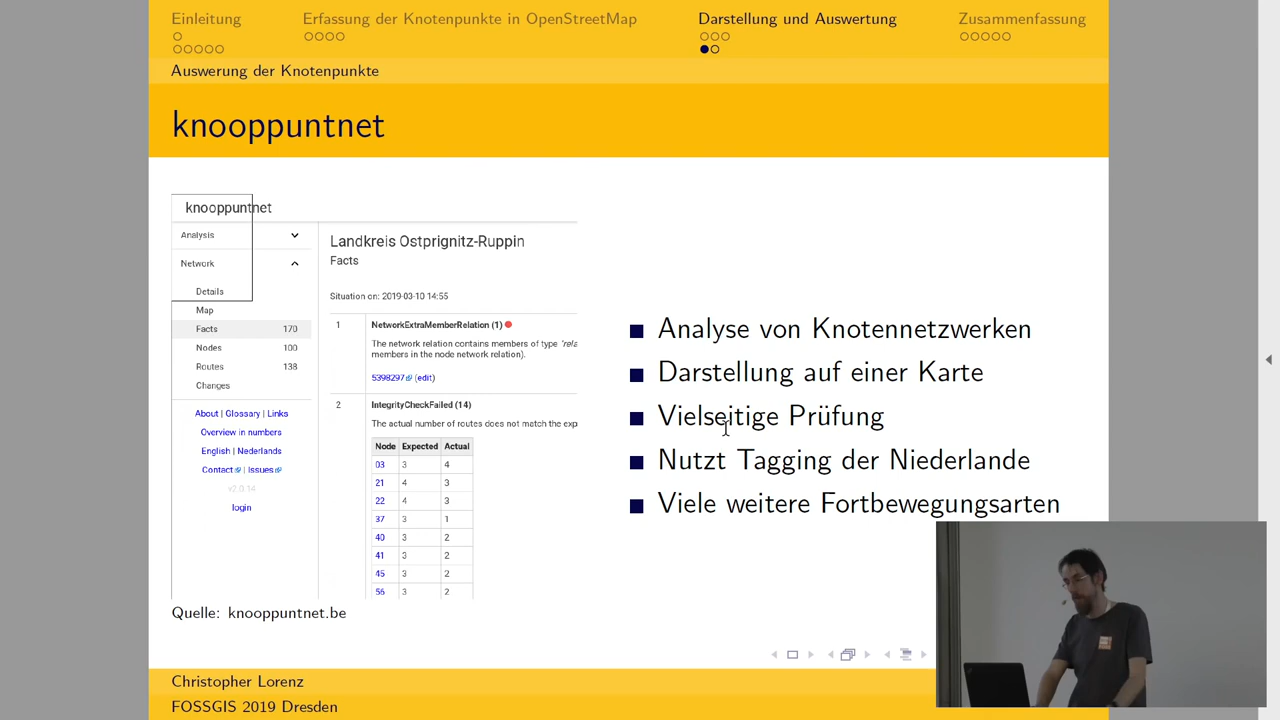 Einleitung
Erfassung der Knotenpunkte in OpenStreetMap
Darstellung und Auswertung
Zusammenfassung
Auswerung der Knotenpunkte
knooppuntnet
knooppuntnet
Analysis
Network
Details
Map
Facts 170
Nodes 100
Routes 138
Changes
About | Glossary | Links
Overview in numbers
English | Nederlands
Contact | Issues
v2.0.14
login
Landkreis Ostprignitz-Ruppin
Facts
Situation on: 2019-03-10 14:55
1 NetworkExtraMemberRelation (1)
The network relation contains members of type "rela
members in the node network relation).
5398297 (edit)
2 IntegrityCheckFailed (14)
The actual number of routes does not match the exp
Node Expected Actual
03 3 4
21 4 3
22 4 3
37 3 1
40 3 2
41 3 2
45 3 2
56 3 2
Quelle: knooppuntnet.be
Analyse von Knotennetzwerken
Darstellung auf einer Karte
Vielseitige Prüfung
Nutzt Tagging der Niederlande
Viele weitere Fortbewegungsarten
Christopher Lorenz
FOSSGIS 2019 Dresden